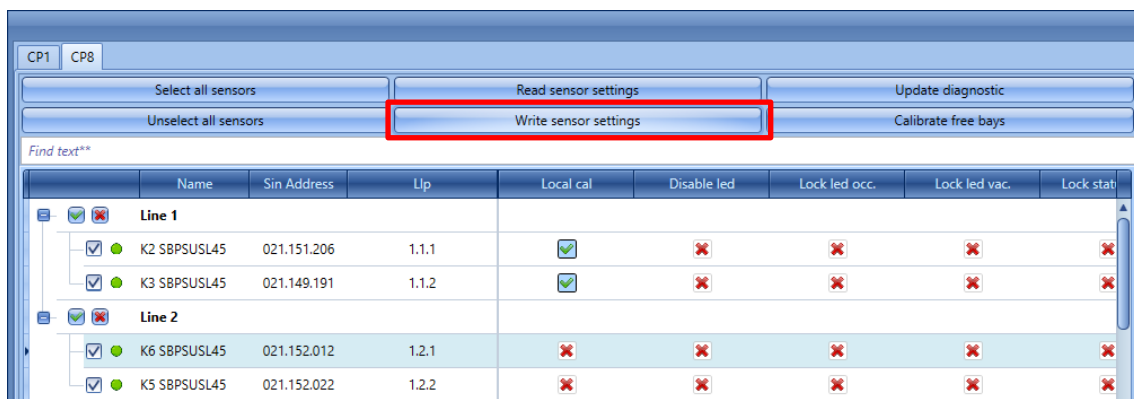 CP1 CP8
Select all sensors Read sensor settings Update diagnostic
Unselect all sensors Write sensor settings Calibrate free bays
Find text**
Name Sin Address Llp Local cal Disable led Lock led occ. Lock led vac. Lock stat
Line 1
K2 SBPSUSL45 021.151.206 1.1.1
K3 SBPSUSL45 021.149.191 1.1.2
Line 2
K6 SBPSUSL45 021.152.012 1.2.1
K5 SBPSUSL45 021.152.022 1.2.2